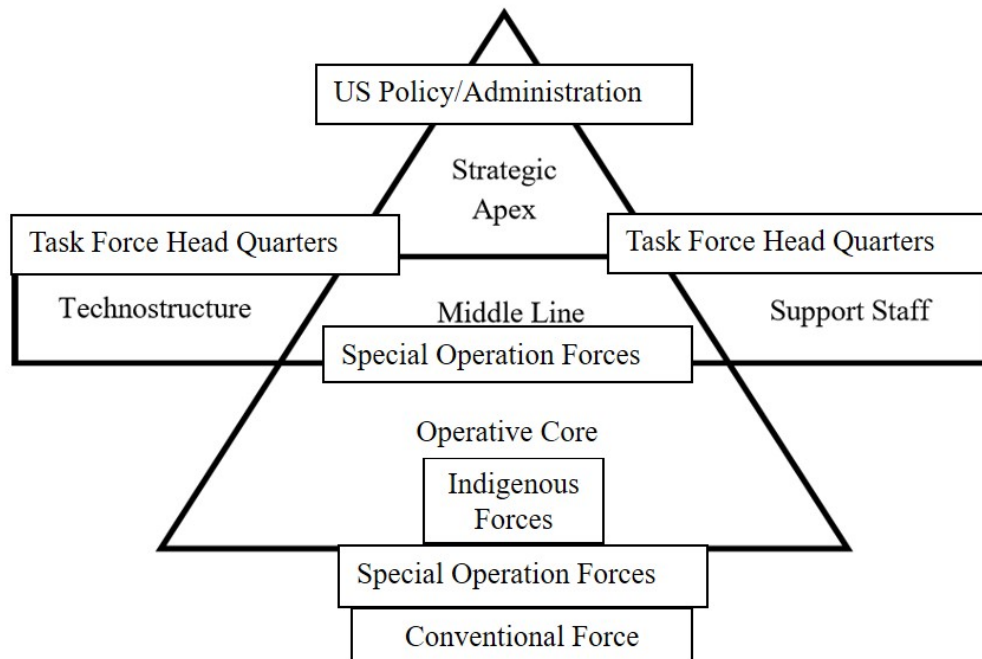 US Policy/Administration
Strategic
Apex
Task Force Head Quarters
Task Force Head Quarters
Technostructure
Middle Line
Support Staff
Special Operation Forces
Operative Core
Indigenous
Forces
Special Operation Forces
Conventional Force